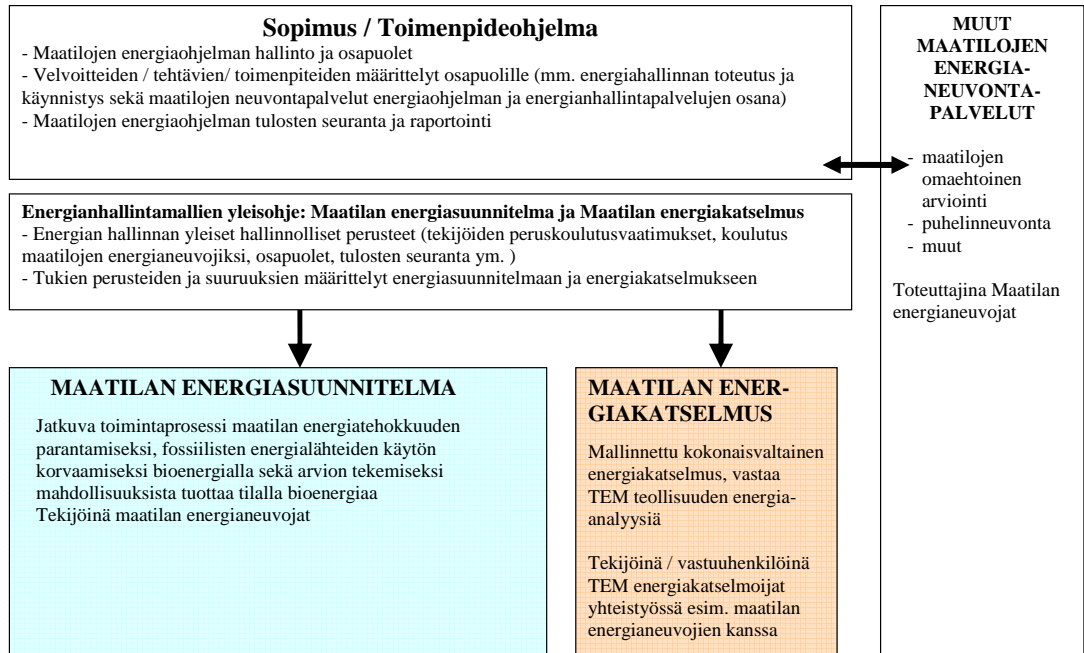 Sopimus / Toimenpideohjelma
- Maatilojen energiaohjelman hallinto ja osapuolet
- Velvoitteiden / tehtävien/ toimenpiteiden määrittelyt osapuolille (mm. energiahallinnan toteutus ja
käynnistys sekä maatilojen neuvontapalvelut energiaohjelman ja energianhallintapalvelujen osana)
- Maatilojen energiaohjelman tulosten seuranta ja raportointi
Energianhallintamallien yleisohje: Maatilan energiasuunnitelma ja Maatilan energiakatselmus
- Energian hallinnan yleiset hallinnolliset perusteet (tekijöiden peruskoulutusvaatimukset, koulutus
maatilojen energianeuvojiksi, osapuolet, tulosten seuranta ym. )
- Tukien perusteiden ja suuruuksien määrittelyt energiasuunnitelmaan ja energiakatselmukseen
MUUT
MAATILOJEN
ENERGIA-
NEUVONTA-
PALVELUT
- maatilojen
omaehtoinen
arviointi
- puhelinneuvonta
- muut
Toteuttajina Maatilan
energianeuvojat
MAATILAN ENERGIASUUNNITELMA
Jatkuva toimintaprosessi maatilan energiatehokkuuden
parantamiseksi, fossiilisten energialähteiden käytön
korvaamiseksi bioenergialla sekä arvion tekemiseksi
mahdollisuuksista tuottaa tilalla bioenergiaa
Tekijöinä maatilan energianeuvojat
MAATILAN ENER-
GIAKATSELMUS
Mallinnettu kokonaisvaltainen
energiakatselmus, vastaa
TEM teollisuuden energia-
analyysiä
Tekijöinä / vastuuhenkilöinä
TEM energiakatselmoijat
yhteistyössä esim. maatilan
energianeuvojien kanssa